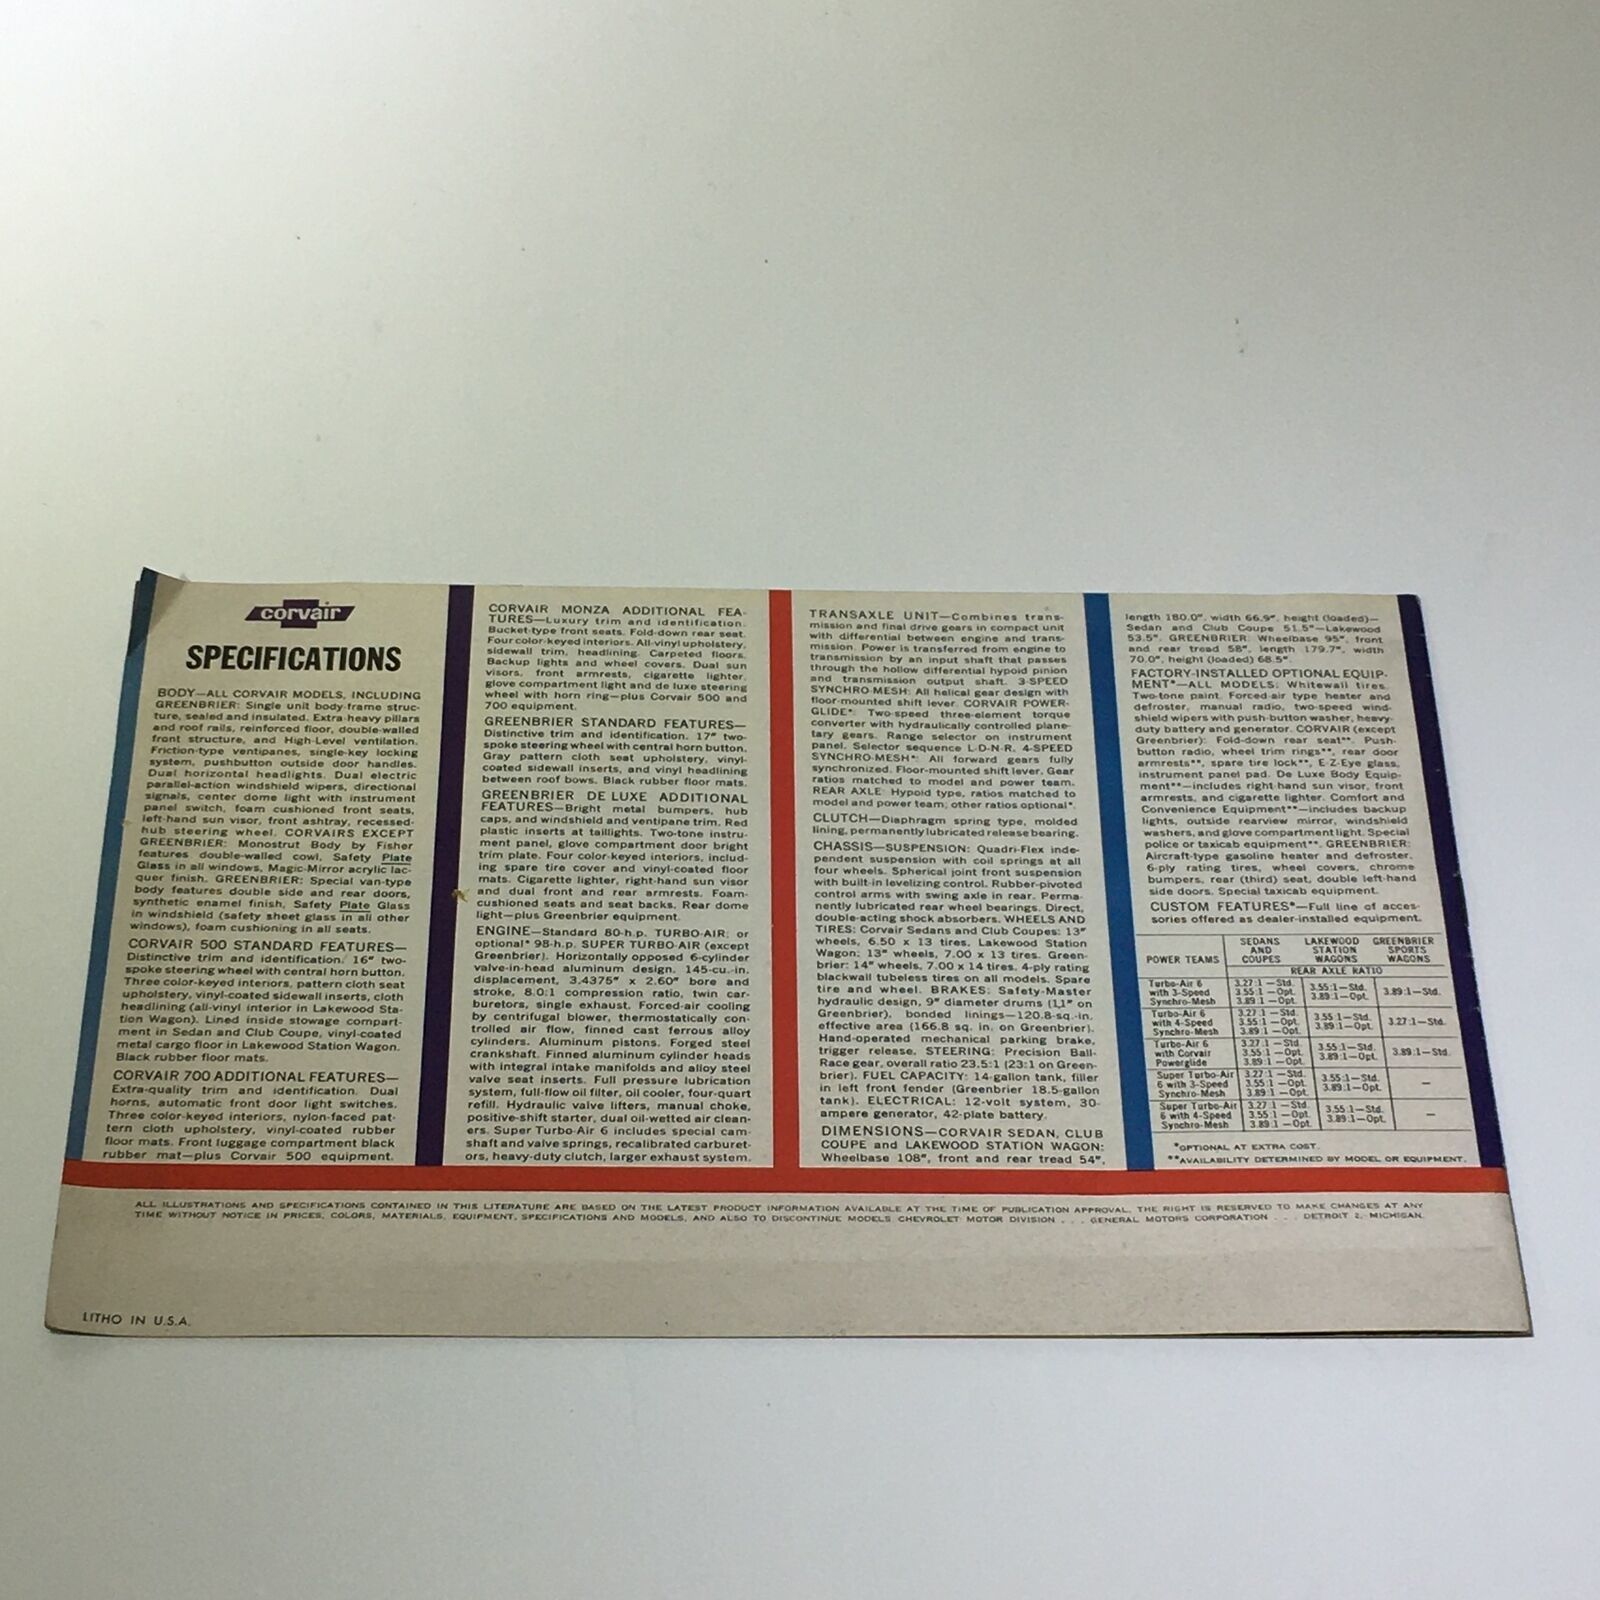 corvair
SPECIFICATIONS
BODY—ALL CORVAIR MODELS, INCLUDING
GREENBRIER: Single unit body-frame struc-
ture, sealed and insulated. Extra-heavy pillars
and roof rails, reinforced floor, double-walled
front structure, and High-Level ventilation.
Friction-type ventipanes, single-key locking
system, pushbutton outside door handles.
Dual horizontal headlights. Dual electric
parallel-action windshield wipers, directional
signals, center dome light with instrument
panel switch, foam cushioned front seats,
left-hand sun visor, front ashtray, recessed-
hub steering wheel. CORVAIRS EXCEPT
GREENBRIER: Monostrut Body by Fisher
features double-walled cowl, Safety Plate
Glass in all windows, Magic-Mirror acrylic lac-
quer finish. GREENBRIER: Special van-type
body features double side and rear doors,
synthetic enamel finish, Safety Plate Glass
in windshield (safety sheet glass in all other
windows), foam cushioning in all seats.
CORVAIR 500 STANDARD FEATURES—
Distinctive trim and identification. 16" two-
spoke steering wheel with central horn button.
Three color-keyed interiors, pattern cloth seat
upholstery, vinyl-coated sidewall inserts, cloth
headlining (all-vinyl interior in Lakewood Sta-
tion Wagon). Lined inside stowage compart-
ment in Sedan and Club Coupe, vinyl-coated
metal cargo floor in Lakewood Station Wagon.
Black rubber floor mats.
CORVAIR 700 ADDITIONAL FEATURES—
Extra-quality trim and identification. Dual
horns, automatic front door light switches.
Three color-keyed interiors, nylon-faced pat-
tern cloth upholstery, vinyl-coated rubber
floor mats. Front luggage compartment black
rubber mat—plus Corvair 500 equipment.
CORVAIR MONZA ADDITIONAL FEA-
TURES—Luxury trim and identification.
Bucket-type front seats. Fold-down rear seat.
Four color-keyed interiors. All-vinyl upholstery,
sidewall trim, headlining. Carpeted floors.
Backup lights and wheel covers. Dual sun
visors, front armrests, cigarette lighter,
glove compartment light and de luxe steering
wheel with horn ring—plus Corvair 500 and
700 equipment.
GREENBRIER STANDARD FEATURES—
Distinctive trim and identification. 17" two-
spoke steering wheel with central horn button.
Gray pattern cloth seat upholstery, vinyl-
coated sidewall inserts, and vinyl headlining
between roof bows. Black rubber floor mats.
GREENBRIER DE LUXE ADDITIONAL
FEATURES—Bright metal bumpers, hub
caps, and windshield and ventipane trim. Red
plastic inserts at taillights. Two-tone instru-
ment panel, glove compartment door bright
trim plate. Four color-keyed interiors, includ-
ing spare tire cover and vinyl-coated floor
mats. Cigarette lighter, right-hand sun visor
and dual front and rear armrests. Foam-
cushioned seats and seat backs. Rear dome
light—plus Greenbrier equipment.
ENGINE—Standard 80-h.p. TURBO-AIR; or
optional* 98-h.p. SUPER TURBO-AIR (except
Greenbrier). Horizontally opposed 6-cylinder
valve-in-head aluminum design. 145-cu.-in.
displacement, 3.4375" x 2.60" bore and
stroke, 8.0:1 compression ratio, twin car-
buretors, single exhaust. Forced-air cooling
by centrifugal blower, thermostatically con-
trolled air flow, finned cast ferrous alloy
cylinders. Aluminum pistons. Forged steel
crankshaft. Finned aluminum cylinder heads
with integral intake manifolds and alloy steel
valve seat inserts. Full pressure lubrication
system, full-flow oil filter, oil cooler, four-quart
refill. Hydraulic valve lifters, manual choke,
positive-shift starter, dual oil-wetted air clean-
ers. Super Turbo-Air 6 includes special cam-
shaft and valve springs, recalibrated carburet-
ors, heavy-duty clutch, larger exhaust system.
TRANSAXLE UNIT—Combines trans-
mission and final drive gears in compact unit
with differential between engine and trans-
mission. Power is transferred from engine to
transmission by an input shaft that passes
through the hollow differential hypoid pinion
and transmission output shaft. 3-SPEED
SYNCHRO-MESH: All helical gear design with
floor-mounted shift lever. CORVAIR POWER-
GLIDE*: Two-speed three-element torque
converter with hydraulically controlled plane-
tary gears. Range selector on instrument
panel. Selector sequence L-D-N-R. 4-SPEED
SYNCHRO-MESH*: All forward gears fully
synchronized. Floor-mounted shift lever. Gear
ratios matched to model and power team.
REAR AXLE: Hypoid type, ratios matched to
model and power team; other ratios optional*.
CLUTCH—Diaphragm spring type, molded
lining, permanently lubricated release bearing.
CHASSIS—SUSPENSION: Quadri-Flex inde-
pendent suspension with coil springs at all
four wheels. Spherical joint front suspension
with built-in levelizing control. Rubber-pivoted
control arms with swing axle in rear. Perma-
nently lubricated rear wheel bearings. Direct,
double-acting shock absorbers. WHEELS AND
TIRES: Corvair Sedans and Club Coupes: 13"
wheels, 6.50 x 13 tires. Lakewood Station
Wagon: 13" wheels, 7.00 x 13 tires. Green-
brier: 14" wheels, 7.00 x 14 tires. 4-ply rating
blackwall tubeless tires on all models. Spare
tire and wheel. BRAKES: Safety-Master
hydraulic design, 9" diameter drums (11" on
Greenbrier), bonded linings—120.8-sq.-in.
effective area (166.8 sq. in. on Greenbrier).
Hand-operated mechanical parking brake,
trigger release. STEERING: Precision Ball-
Race gear, overall ratio 23.5:1 (23:1 on Green-
brier). FUEL CAPACITY: 14-gallon tank, filler
in left front fender (Greenbrier 18.5-gallon
tank). ELECTRICAL: 12-volt system, 30-
ampere generator, 42-plate battery.
DIMENSIONS—CORVAIR SEDAN, CLUB
COUPE and LAKEWOOD STATION WAGON:
Wheelbase 108", front and rear tread 54",
length 180.0", width 66.9", height (loaded)—
Sedan and Club Coupe 51.5"—Lakewood
53.5". GREENBRIER: Wheelbase 95", front
and rear tread 58", length 179.7", width
70.0", height (loaded) 68.5".
FACTORY-INSTALLED OPTIONAL EQUIP-
MENT*—ALL MODELS: Whitewall tires.
Two-tone paint. Forced-air type heater and
defroster, manual radio, two-speed wind-
shield wipers with push-button washer, heavy-
duty battery and generator. CORVAIR (except
Greenbrier): Fold-down rear seat**. Push-
button radio, wheel trim rings**, rear door
armrests**, spare tire lock**, E-Z-Eye glass,
instrument panel pad. De Luxe Body Equip-
ment**—includes right-hand sun visor, front
armrests, and cigarette lighter. Comfort and
Convenience Equipment**—includes backup
lights, outside rearview mirror, windshield
washers, and glove compartment light. Special
police or taxicab equipment**. GREENBRIER:
Aircraft-type gasoline heater and defroster.
6-ply rating tires, wheel covers, chrome
bumpers, rear (third) seat, double left-hand
side doors. Special taxicab equipment.
CUSTOM FEATURES*—Full line of acces-
sories offered as dealer-installed equipment.
POWER TEAMS SEDANS AND COUPES LAKEWOOD STATION WAGONS GREENBRIER SPORTS WAGONS
REAR AXLE RATIO
Turbo-Air 6 3.27:1—Std.
with 3-Speed 3.55:1—Opt. 3.55:1—Std. 3.89:1—Std.
Synchro-Mesh 3.89:1—Opt. 3.89:1—Opt.
Turbo-Air 6 3.27:1—Std.
with 4-Speed 3.55:1—Opt. 3.55:1—Std. 3.27:1—Std.
Synchro-Mesh 3.89:1—Opt. 3.89:1—Opt.
Turbo-Air 6 3.27:1—Std.
with Corvair 3.55:1—Opt. 3.55:1—Std. 3.89:1—Std.
Powerglide 3.89:1—Opt. 3.89:1—Opt.
Super Turbo-Air 3.27:1—Std.
6 with 3-Speed 3.55:1—Opt. 3.55:1—Std. —
Synchro-Mesh 3.89:1—Opt. 3.89:1—Opt.
Super Turbo-Air 3.27:1—Std.
6 with 4-Speed 3.55:1—Opt. 3.55:1—Std. —
Synchro-Mesh 3.89:1—Opt. 3.89:1—Opt.
*OPTIONAL AT EXTRA COST.
**AVAILABILITY DETERMINED BY MODEL OR EQUIPMENT.
ALL ILLUSTRATIONS AND SPECIFICATIONS CONTAINED IN THIS LITERATURE ARE BASED ON THE LATEST PRODUCT INFORMATION AVAILABLE AT THE TIME OF PUBLICATION APPROVAL. THE RIGHT IS RESERVED TO MAKE CHANGES AT ANY
TIME WITHOUT NOTICE IN PRICES, COLORS, MATERIALS, EQUIPMENT, SPECIFICATIONS AND MODELS, AND ALSO TO DISCONTINUE MODELS. CHEVROLET MOTOR DIVISION . . . GENERAL MOTORS CORPORATION . . . DETROIT 2, MICHIGAN.
LITHO IN U.S.A.